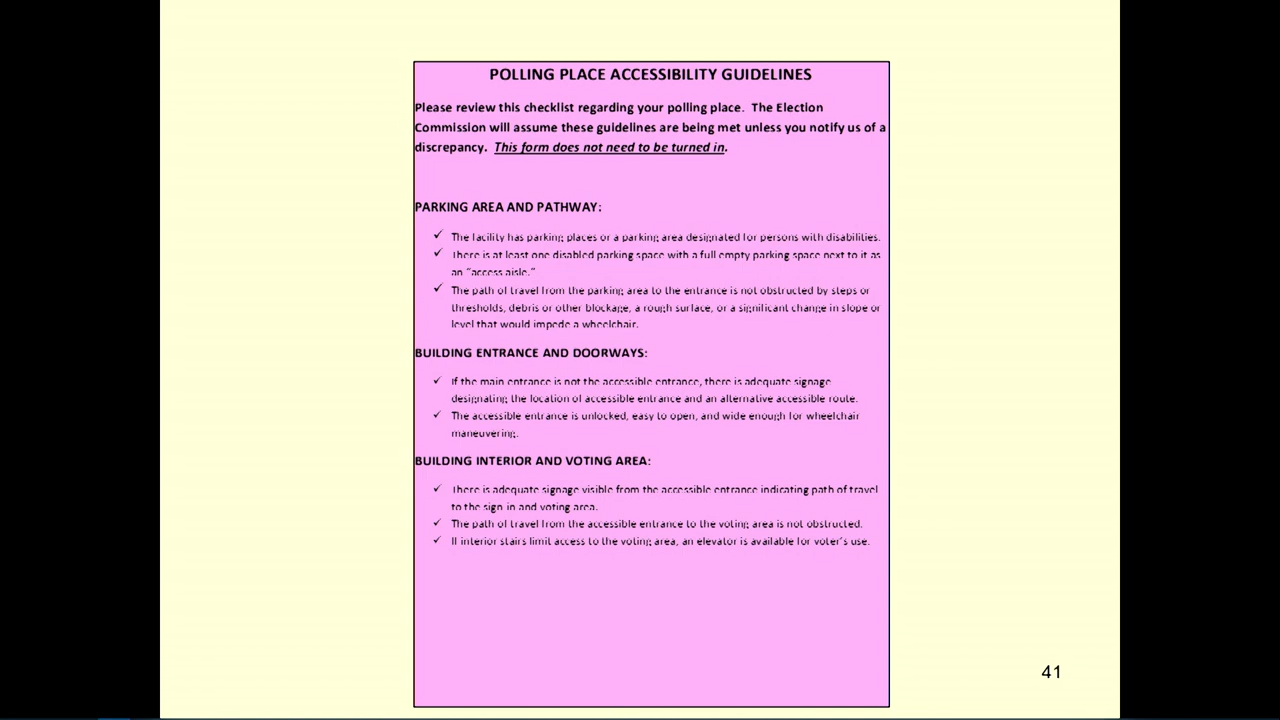 POLLING PLACE ACCESSIBILITY GUIDELINES
Please review this checklist regarding your polling place.  The Election
Commission will assume these guidelines are being met unless you notify us of a
discrepancy.  This form does not need to be turned in.
PARKING AREA AND PATHWAY:
✓ The facility has parking places or a parking area designated for persons with disabilities.
✓ There is at least one disabled parking space with a full empty parking space next to it as
an “access aisle.”
✓ The path of travel from the parking area to the entrance is not obstructed by steps or
thresholds, debris or other blockage, a rough surface, or a significant change in slope or
level that would impede a wheelchair.
BUILDING ENTRANCE AND DOORWAYS:
✓ If the main entrance is not the accessible entrance, there is adequate signage
designating the location of accessible entrance and an alternative accessible route.
✓ The accessible entrance is unlocked, easy to open, and wide enough for wheelchair
maneuvering.
BUILDING INTERIOR AND VOTING AREA:
✓ There is adequate signage visible from the accessible entrance indicating path of travel
to the sign in and voting area.
✓ The path of travel from the accessible entrance to the voting area is not obstructed.
✓ If interior stairs limit access to the voting area, an elevator is available for voter’s use.
41